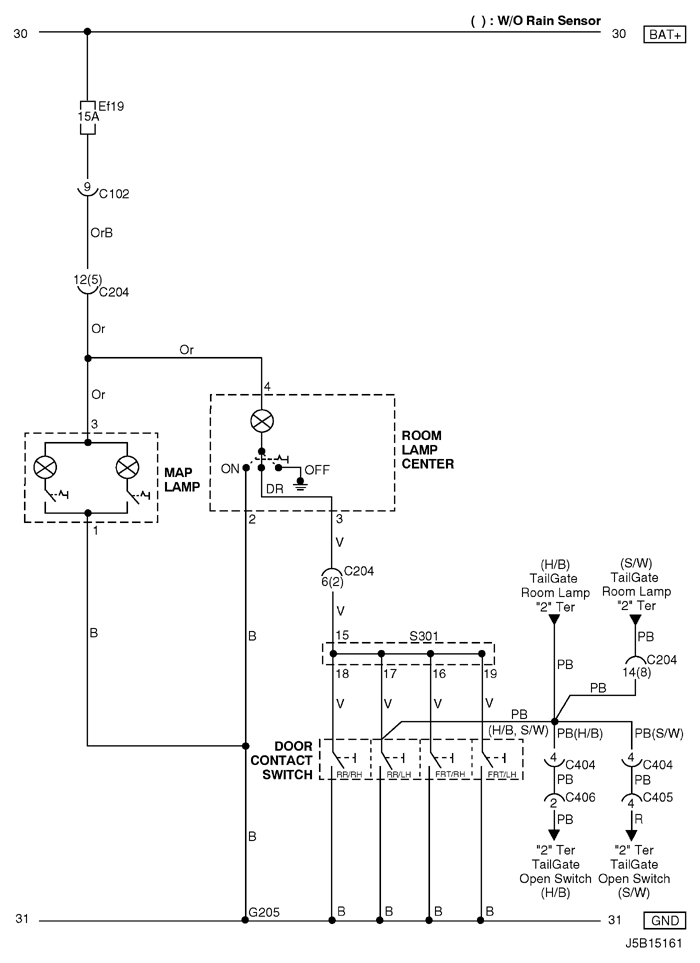 ( ) : W/O Rain Sensor
30
30
BAT+
Ef19
15A
9
C102
OrB
12(5)
C204
Or
Or
Or
4
3
ROOM
LAMP
CENTER
MAP
LAMP
ON
OFF
DR
1
2
3
V
C204
6(2)
V
B
B
15
S301
18
17
16
19
V
V
V
V
(H/B)
TailGate
Room Lamp
"2" Ter
(S/W)
TailGate
Room Lamp
"2" Ter
PB
C204
14(8)
PB
PB
PB
(H/B, S/W)
PB(H/B)
PB(S/W)
DOOR
CONTACT
SWITCH
RR/RH
RR/LH
FRT/RH
FRT/LH
4
C404
PB
2
C406
PB
4
C404
PB
4
C405
R
"2" Ter
TailGate
Open Switch
(H/B)
"2" Ter
TailGate
Open Switch
(S/W)
B
G205
B
B
B
B
31
31
GND
J5B15161